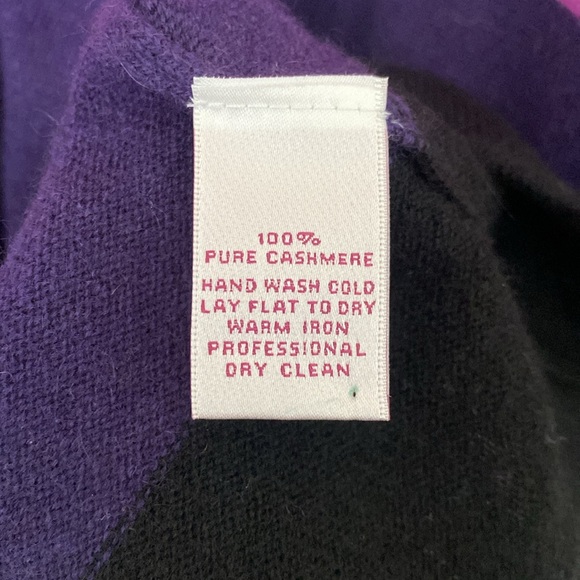 100%
PURE CASHMERE
HAND WASH COLD
LAY FLAT TO DRY
WARM IRON
PROFESSIONAL
DRY CLEAN